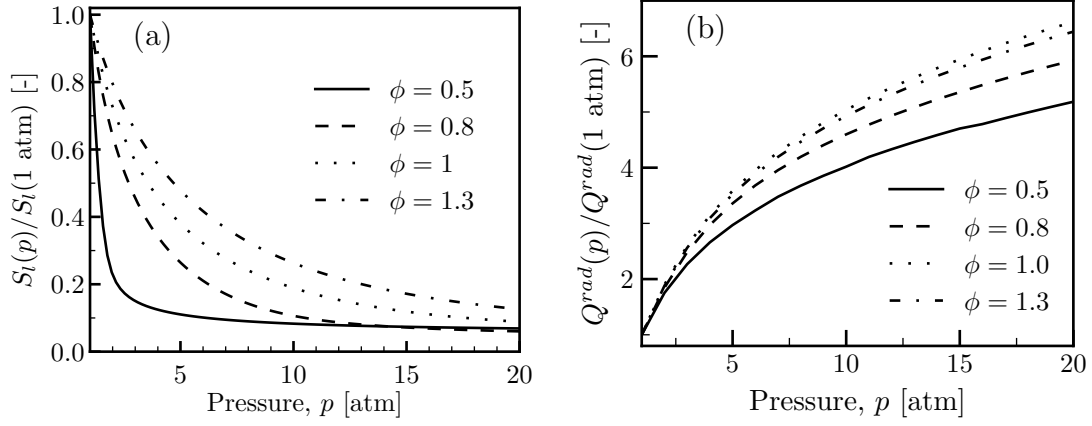 (a)
S_l(p)/S_l(1 atm) [-]
1.0
0.8
0.6
0.4
0.2
0.0
ϕ = 0.5
ϕ = 0.8
ϕ = 1
ϕ = 1.3
5 10 15 20
Pressure, p [atm]
(b)
Q^{rad}(p)/Q^{rad}(1 atm) [-]
6
4
2
ϕ = 0.5
ϕ = 0.8
ϕ = 1.0
ϕ = 1.3
5 10 15 20
Pressure, p [atm]